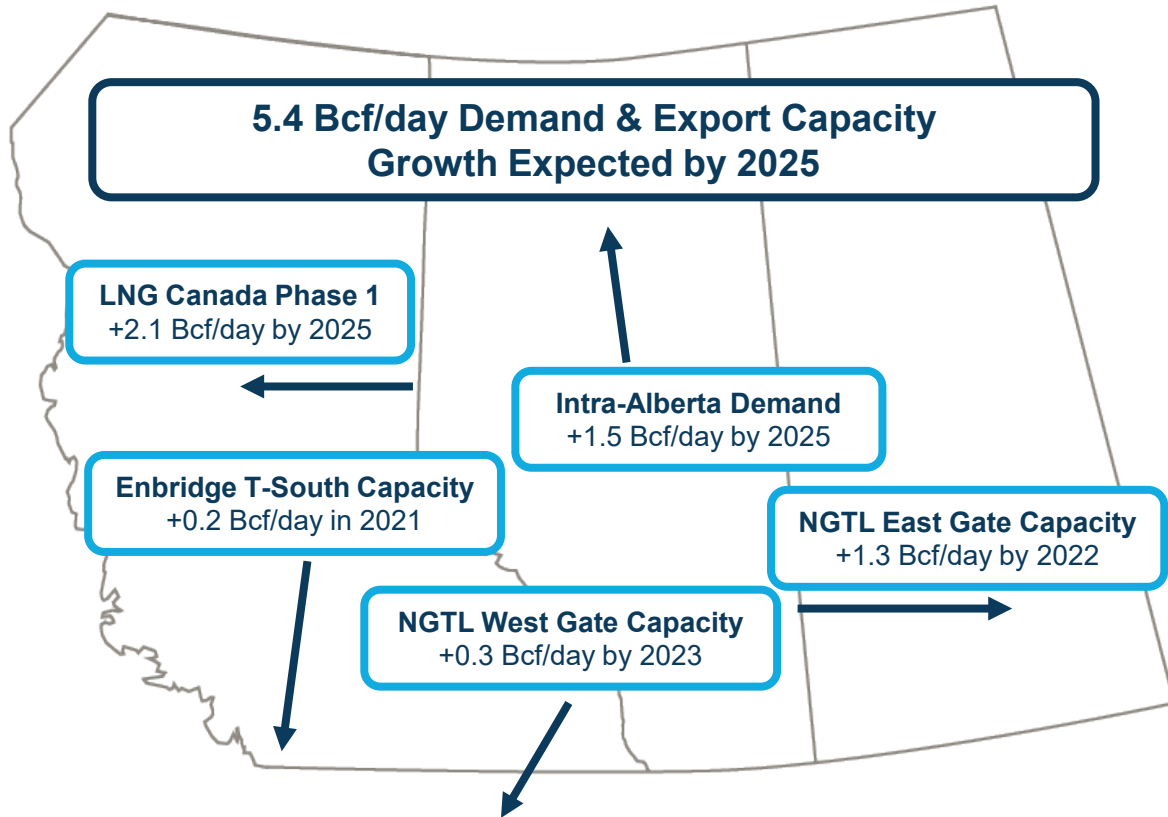 5.4 Bcf/day Demand & Export Capacity
Growth Expected by 2025
LNG Canada Phase 1
+2.1 Bcf/day by 2025
Intra-Alberta Demand
+1.5 Bcf/day by 2025
Enbridge T-South Capacity
+0.2 Bcf/day in 2021
NGTL East Gate Capacity
+1.3 Bcf/day by 2022
NGTL West Gate Capacity
+0.3 Bcf/day by 2023